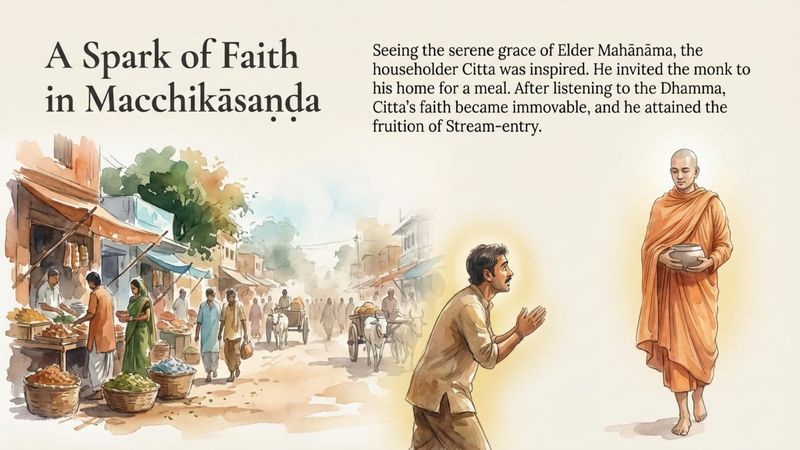 A Spark of Faith
in Macchikāsaṇḍa
Seeing the serene grace of Elder Mahānāma, the
householder Citta was inspired. He invited the monk to
his home for a meal. After listening to the Dhamma,
Citta’s faith became immovable, and he attained the
fruition of Stream-entry.